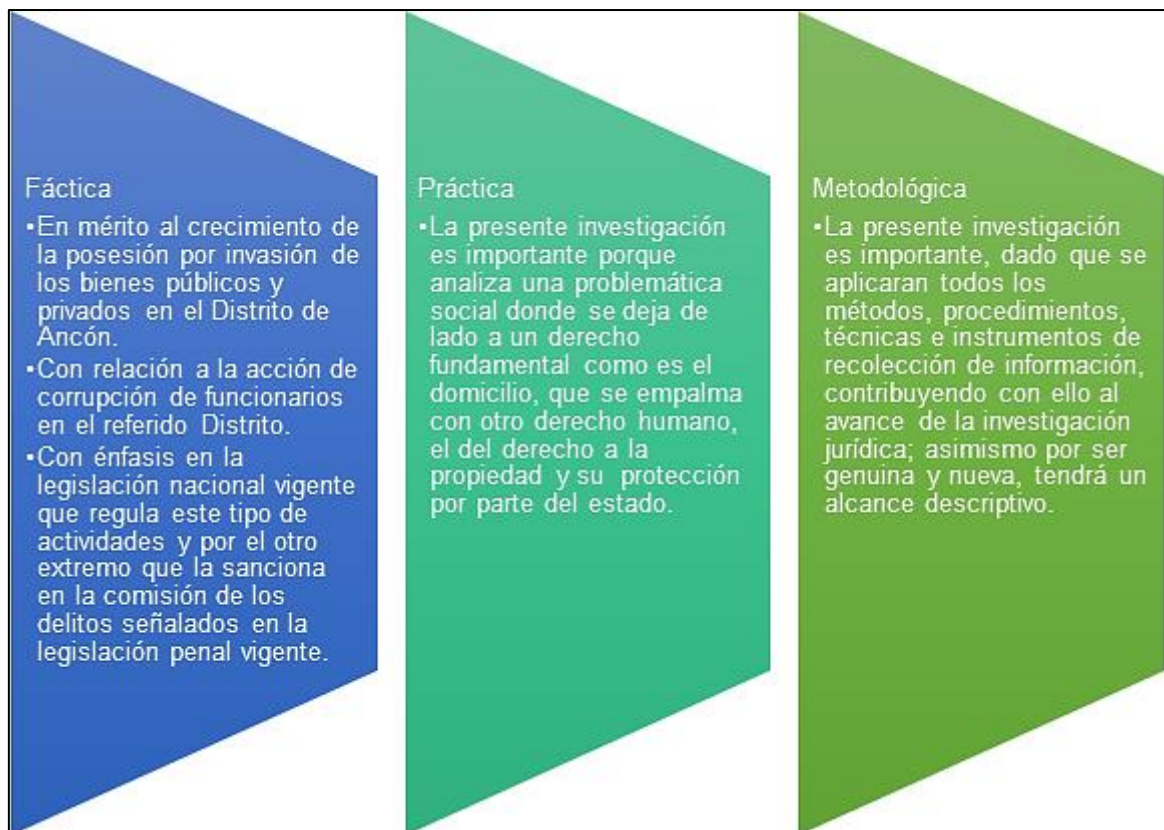 Fáctica
•En mérito al crecimiento de
la posesión por invasión de
los bienes públicos y
privados en el Distrito de
Ancón.
•Con relación a la acción de
corrupción de funcionarios
en el referido Distrito.
•Con énfasis en la
legislación nacional vigente
que regula este tipo de
actividades y por el otro
extremo que la sanciona
en la comisión de los
delitos señalados en la
legislación penal vigente.
Práctica
•La presente investigación
es importante porque
analiza una problemática
social donde se deja de
lado a un derecho
fundamental como es el
domicilio, que se empalma
con otro derecho humano,
el del derecho a la
propiedad y su protección
por parte del estado.
Metodológica
•La presente investigación
es importante, dado que se
aplicaran todos los
métodos, procedimientos,
técnicas e instrumentos de
recolección de información,
contribuyendo con ello al
avance de la investigación
jurídica; asimismo por ser
genuina y nueva, tendrá un
alcance descriptivo.